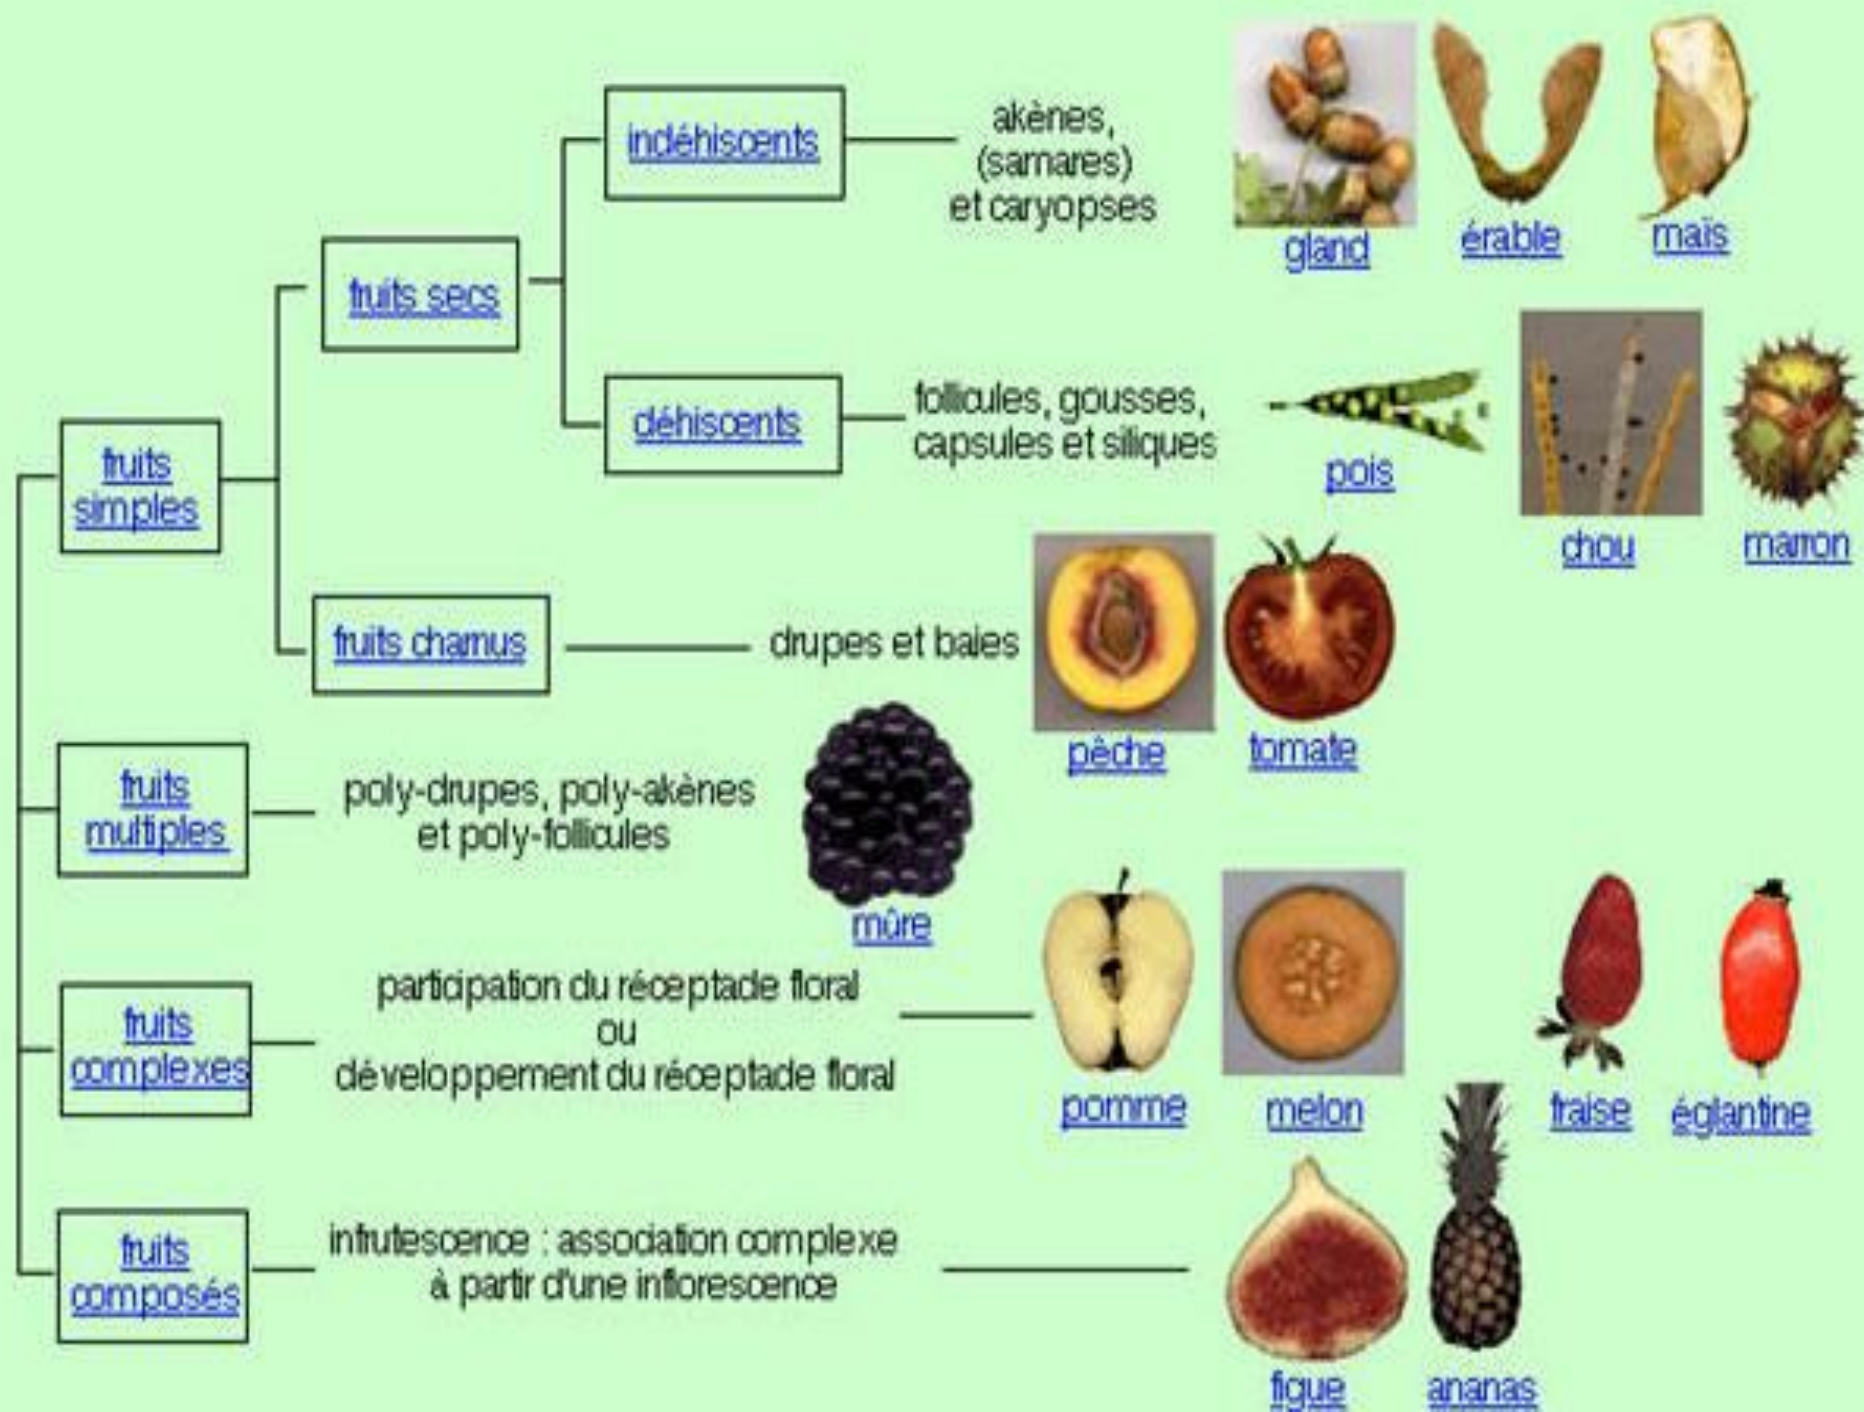 indéhiscents
akènes,
(samares)
et caryopses
gland
érable
maïs
fruits secs
déhiscents
follicules, gousses,
capsules et siliques
pois
chou
marron
fruits
simples
fruits charnus
drupes et baies
pêche
tomate
fruits
multiples
poly-drupes, poly-akènes
et poly-follicules
mûre
fruits
complexes
participation du réceptacle floral
ou
développement du réceptacle floral
pomme
melon
fraise
églantine
fruits
composés
infrutescence : association complexe
à partir d'une inflorescence
figue
ananas